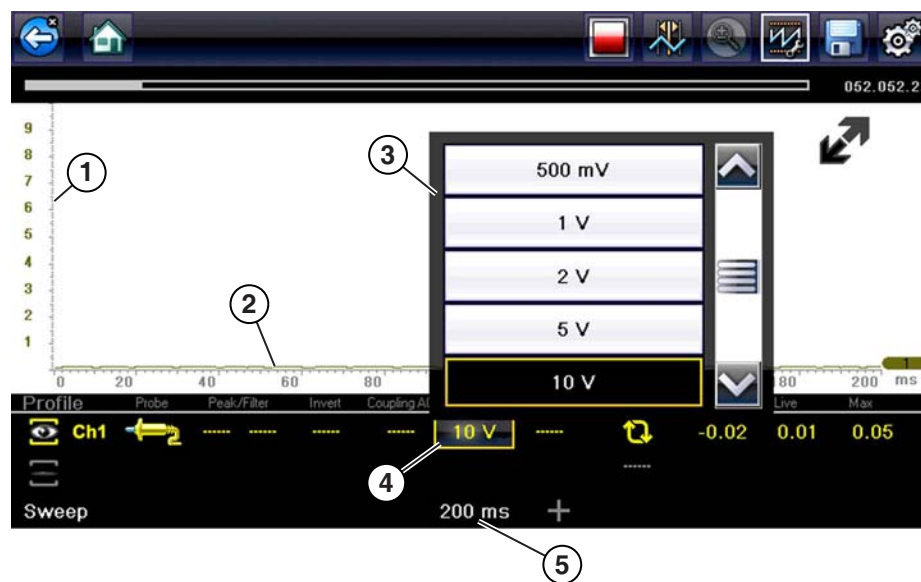 052.052.2
9
8
7
6
5
4
3
2
1
1
2
3
4
5
500 mV
1 V
2 V
5 V
10 V
1
0 20 40 60 80 80 200 ms
Profile Probe Peak/Filter Invert Coupling AC Live Max
Ch1 ---- ---- ---- ---- 10 V ---- -0.02 0.01 0.05
----
Sweep 200 ms +